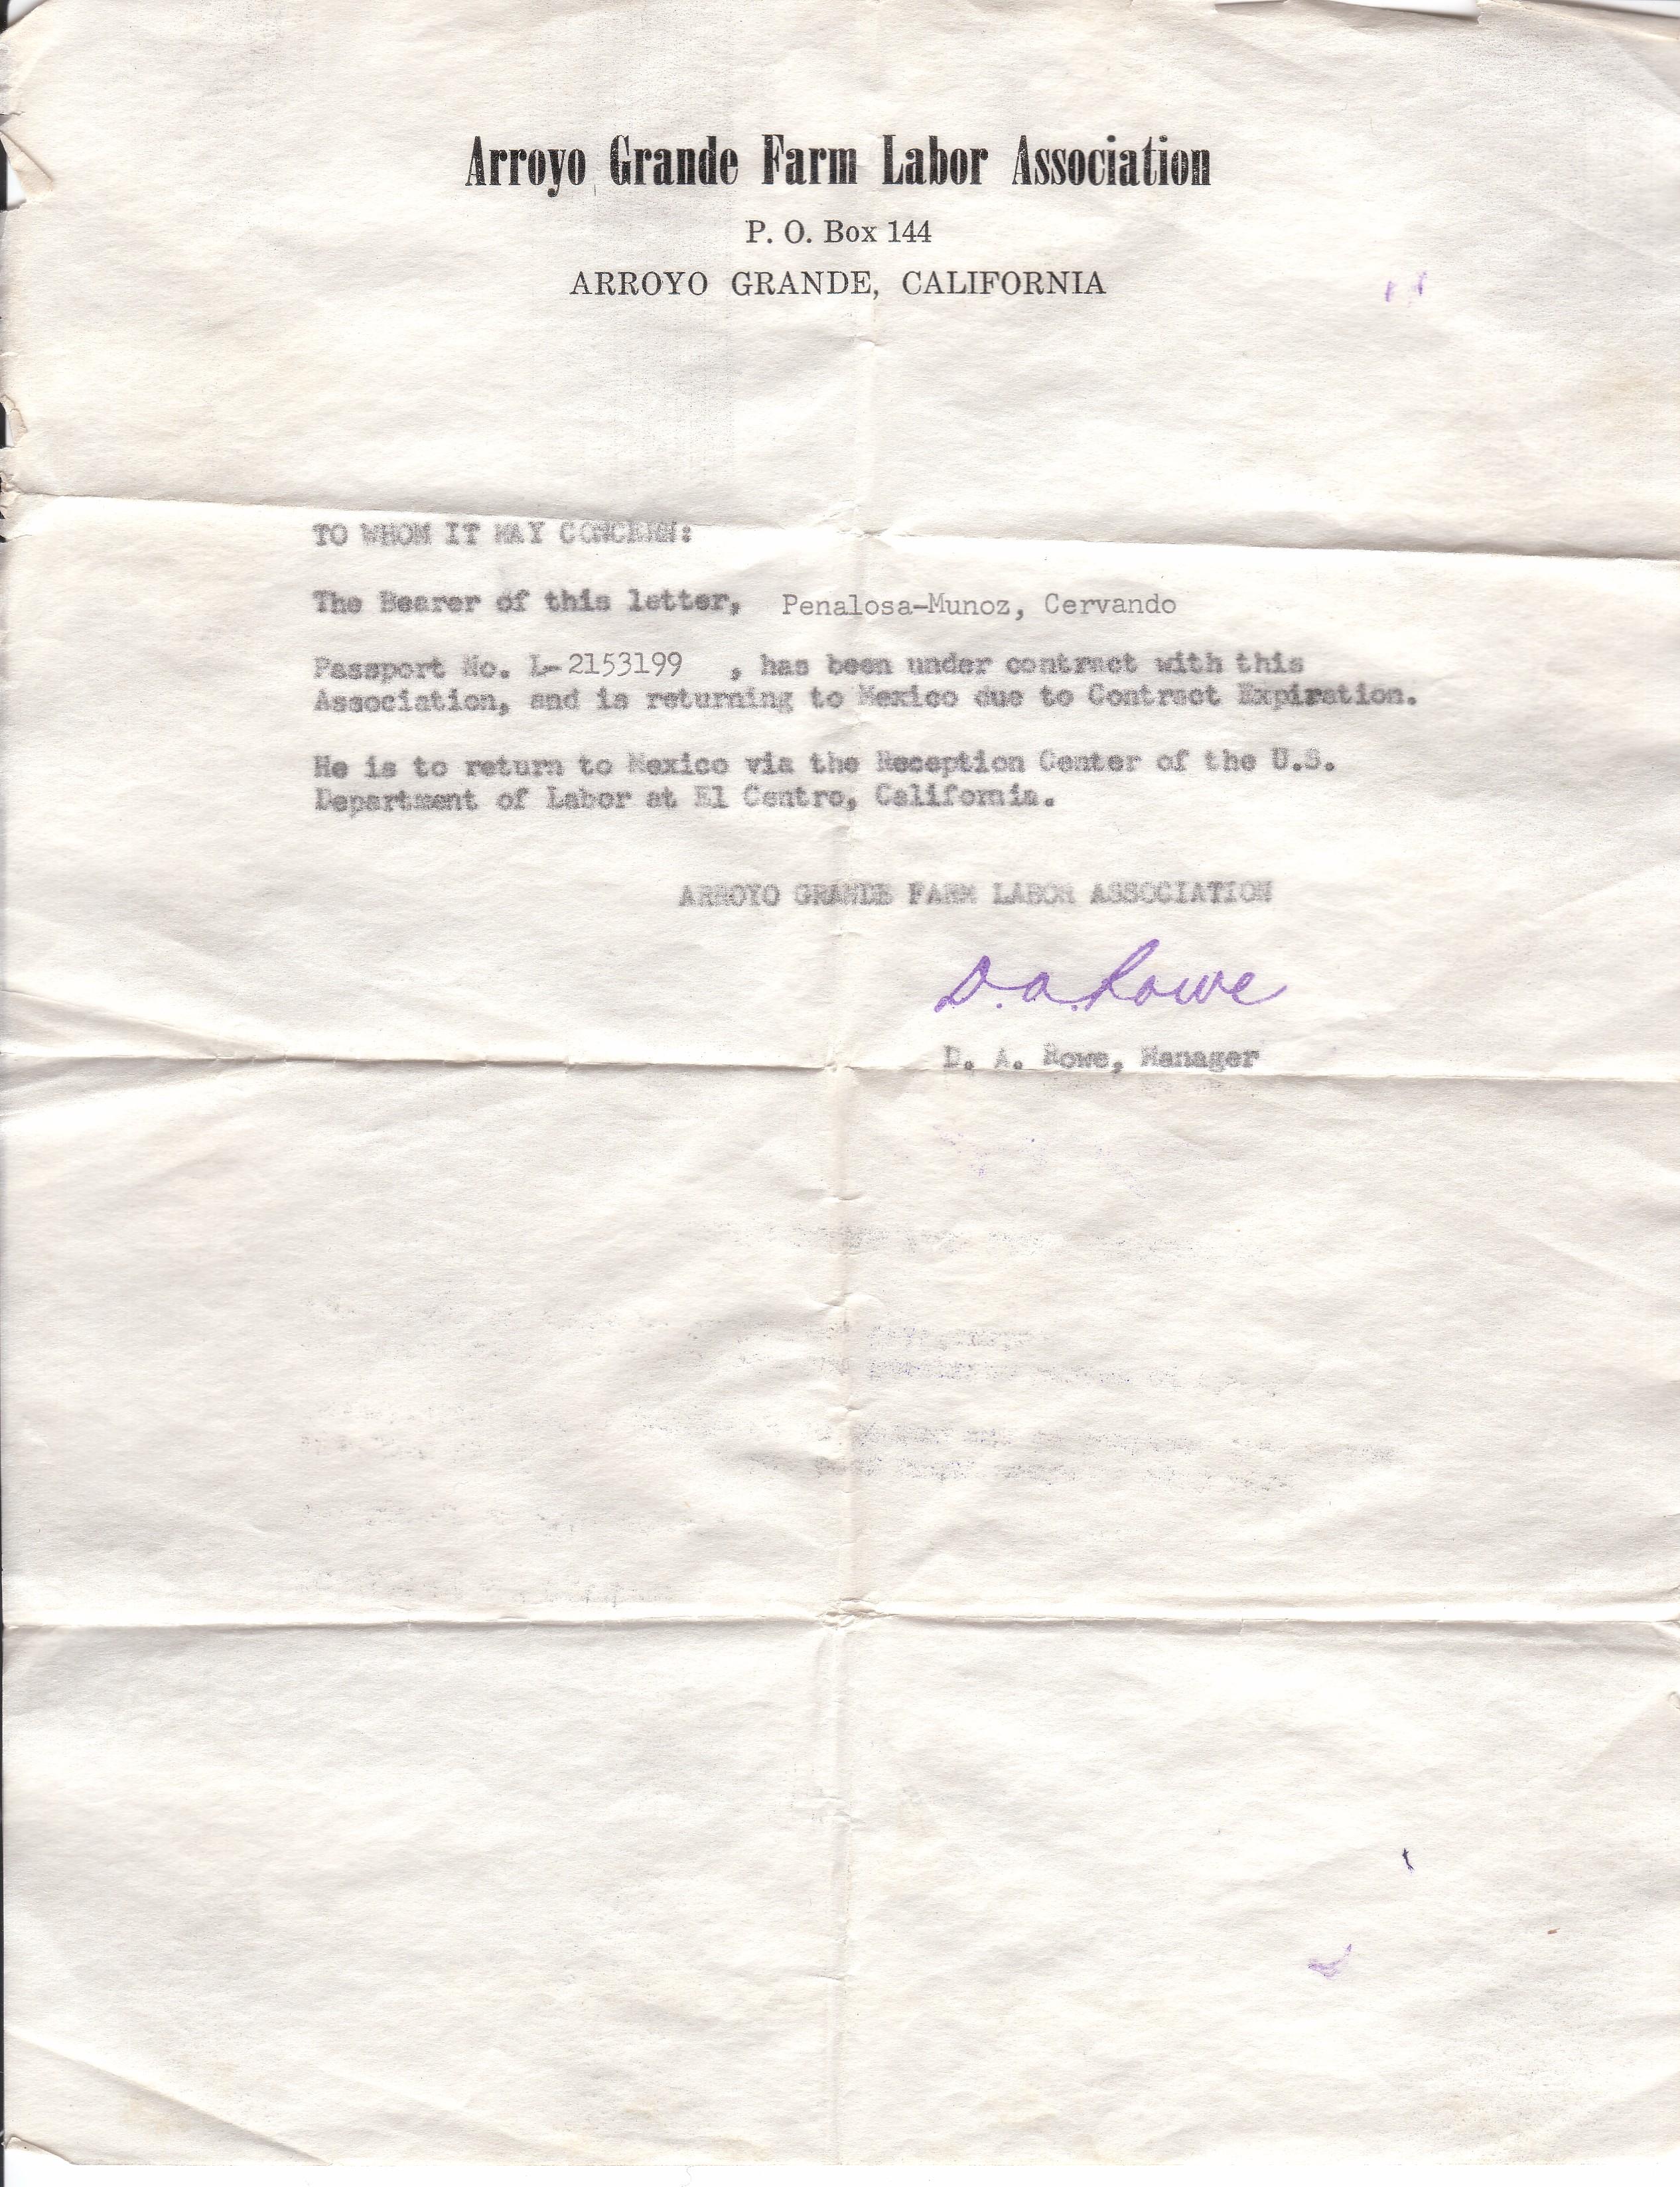 Arroyo Grande Farm Labor Association
P. O. Box 144
ARROYO GRANDE, CALIFORNIA
TO WHOM IT MAY CONCERN:
The Bearer of this letter, Penalosa-Munoz, Cervando
Passport No. L-2153199 , has been under contract with this
Association, and is returning to Mexico due to Contract Expiration.
He is to return to Mexico via the Reception Center of the U.S.
Department of Labor at El Centro, California.
ARROYO GRANDE FARM LABOR ASSOCIATION
D. A. Rowe
D. A. Rowe, Manager